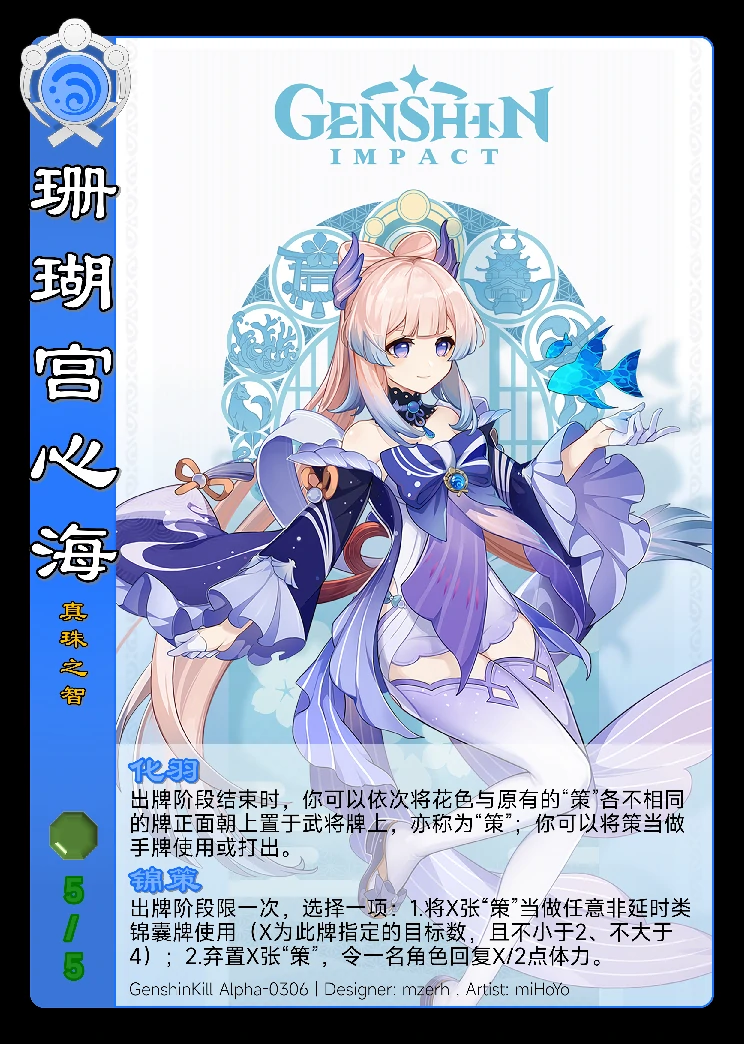 GENSHIN
IMPACT
珊瑚宫心海
真珠之智
5/5
化羽
出牌阶段结束时，你可以依次将花色与原有的“策”各不相同
的牌正面朝上置于武将牌上，亦称为“策”；你可以将策当做
手牌使用或打出。
锦策
出牌阶段限一次，选择一项：1.将X张“策”当做任意非延时类
锦囊牌使用（X为此牌指定的目标数，且不小于2、不大于
4）；2.弃置X张“策”，令一名角色回复X/2点体力。
GenshinKill Alpha-0306 | Designer: mzerh . Artist: miHoYo